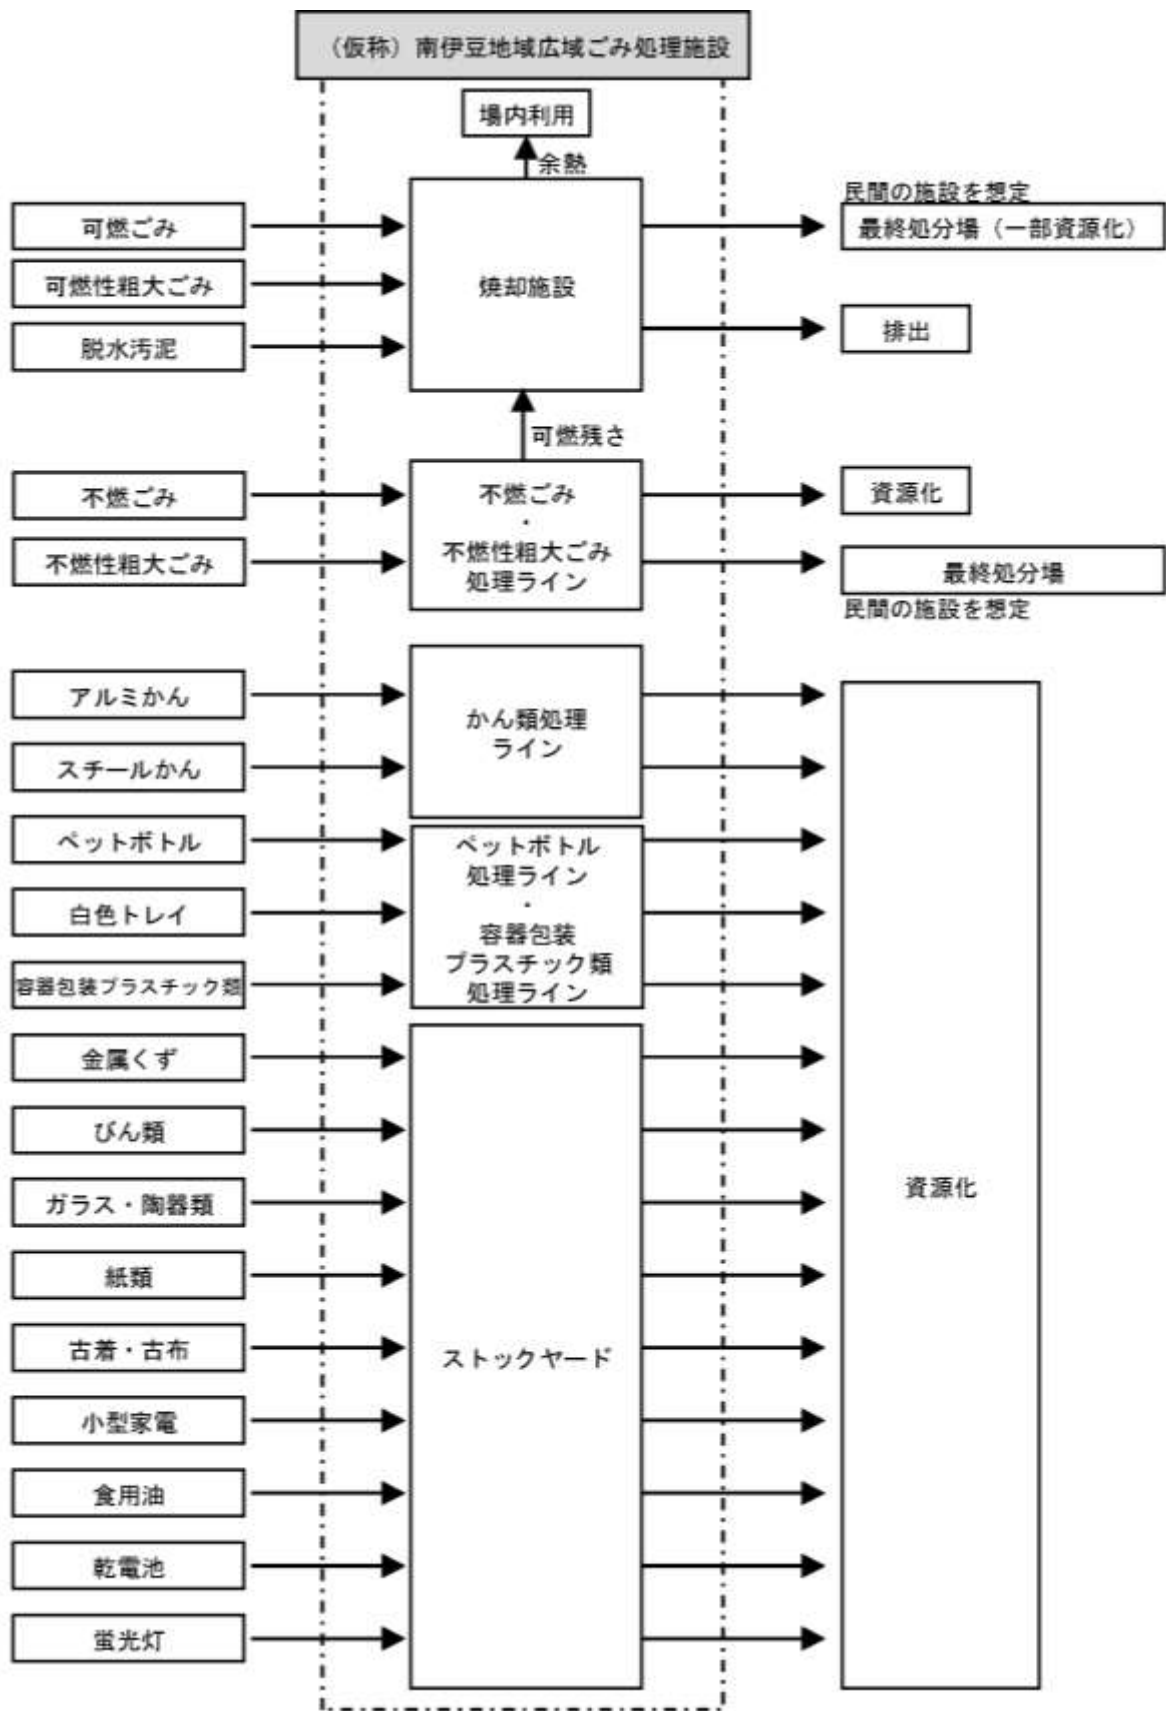 （仮称）南伊豆地域広域ごみ処理施設
場内利用
余熱
民間の施設を想定
可燃ごみ
最終処分場（一部資源化）
可燃性粗大ごみ
焼却施設
脱水汚泥
排出
可燃残さ
不燃ごみ
不燃ごみ
・
不燃性粗大ごみ
処理ライン
資源化
不燃性粗大ごみ
最終処分場
民間の施設を想定
アルミかん
かん類処理
ライン
スチールかん
ペットボトル
ペットボトル
処理ライン
・
容器包装
プラスチック類
処理ライン
白色トレイ
容器包装プラスチック類
金属くず
びん類
ガラス・陶器類
資源化
紙類
古着・古布
ストックヤード
小型家電
食用油
乾電池
蛍光灯